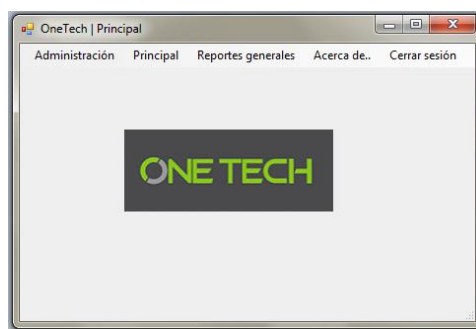 OneTech | Principal
Administración Principal Reportes generales Acerca de.. Cerrar sesión
ONE TECH